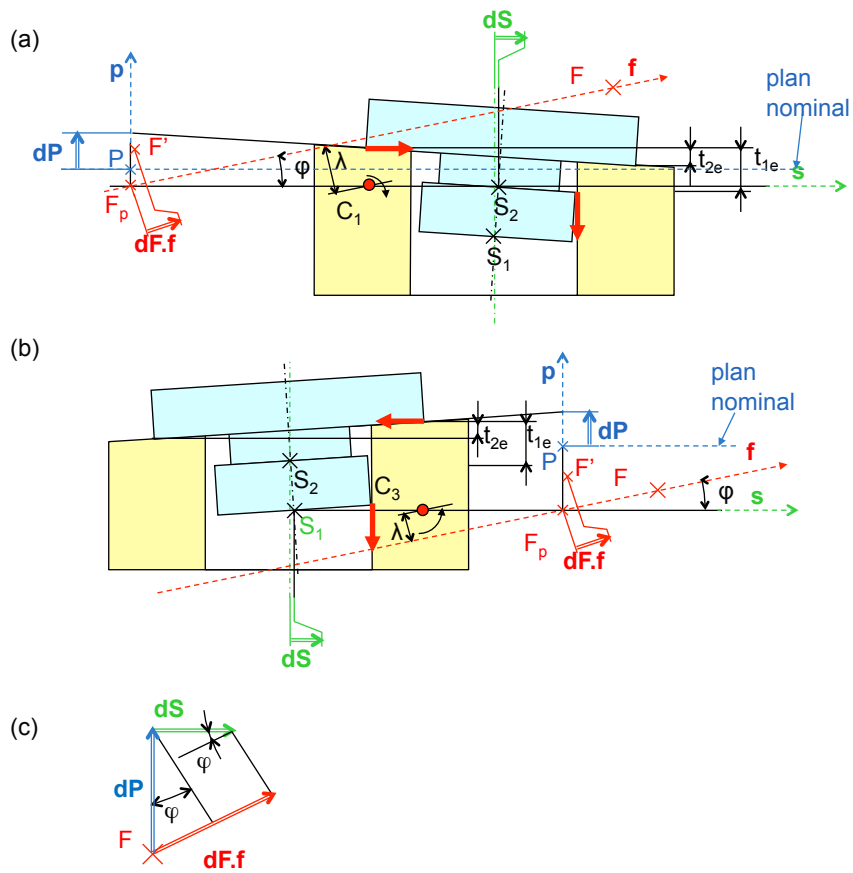 (a)
dS
p
F
f
plan
nominal
dP
F'
P
φ
λ
t2e
t1e
s
Fp
C1
S2
dF.f
S1
(b)
p
plan
nominal
t2e
t1e
dP
P
f
F'
F
S2
C3
φ
s
S1
λ
Fp
dF.f
dS
(c)
dS
φ
dP
φ
F
dF.f